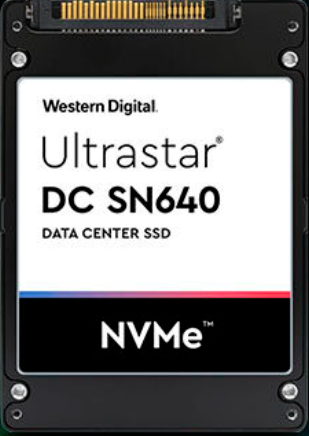 Western Digital.
Ultrastar®
DC SN640
DATA CENTER SSD
NVMe™